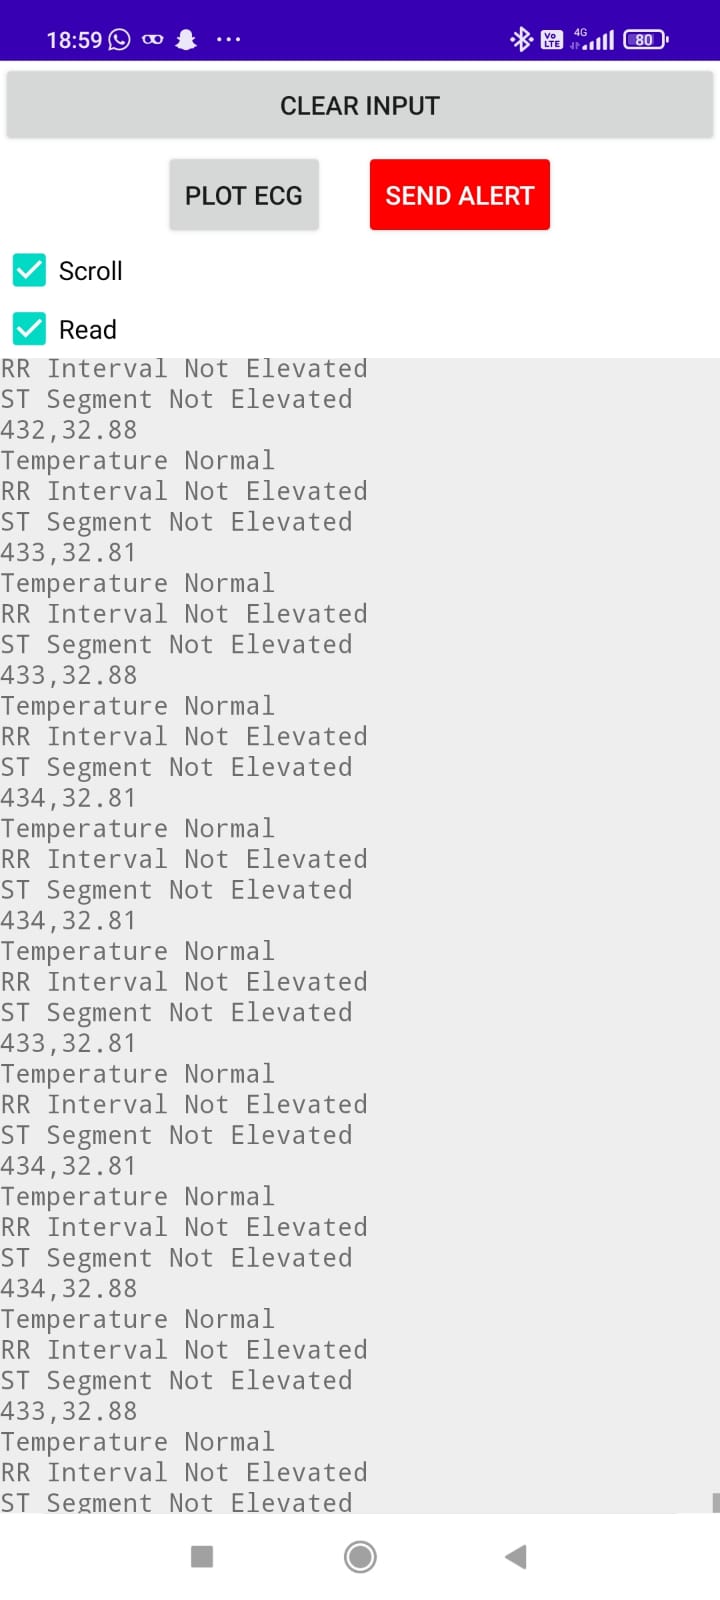 18:59
Vo LTE
4G
80
CLEAR INPUT
PLOT ECG
SEND ALERT
Scroll
Read
RR Interval Not Elevated
ST Segment Not Elevated
432,32.88
Temperature Normal
RR Interval Not Elevated
ST Segment Not Elevated
433,32.81
Temperature Normal
RR Interval Not Elevated
ST Segment Not Elevated
433,32.88
Temperature Normal
RR Interval Not Elevated
ST Segment Not Elevated
434,32.81
Temperature Normal
RR Interval Not Elevated
ST Segment Not Elevated
434,32.81
Temperature Normal
RR Interval Not Elevated
ST Segment Not Elevated
433,32.81
Temperature Normal
RR Interval Not Elevated
ST Segment Not Elevated
434,32.81
Temperature Normal
RR Interval Not Elevated
ST Segment Not Elevated
434,32.88
Temperature Normal
RR Interval Not Elevated
ST Segment Not Elevated
433,32.88
Temperature Normal
RR Interval Not Elevated
ST Segment Not Elevated